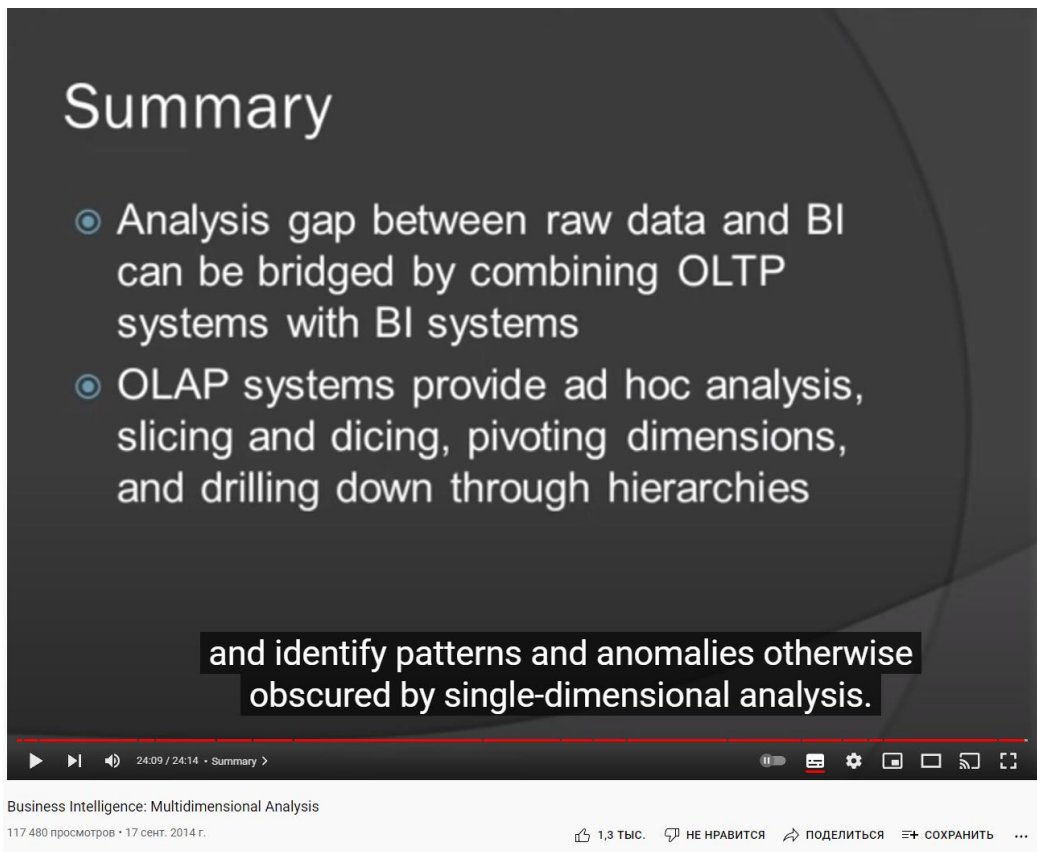 Summary
Analysis gap between raw data and BI
can be bridged by combining OLTP
systems with BI systems
OLAP systems provide ad hoc analysis,
slicing and dicing, pivoting dimensions,
and drilling down through hierarchies
and identify patterns and anomalies otherwise
obscured by single-dimensional analysis.
24:09 / 24:14 • Summary >
Business Intelligence: Multidimensional Analysis
117 480 просмотров • 17 сент. 2014 г.
1,3 ТЫС. НЕ НРАВИТСЯ ПОДЕЛИТЬСЯ СОХРАНИТЬ ...